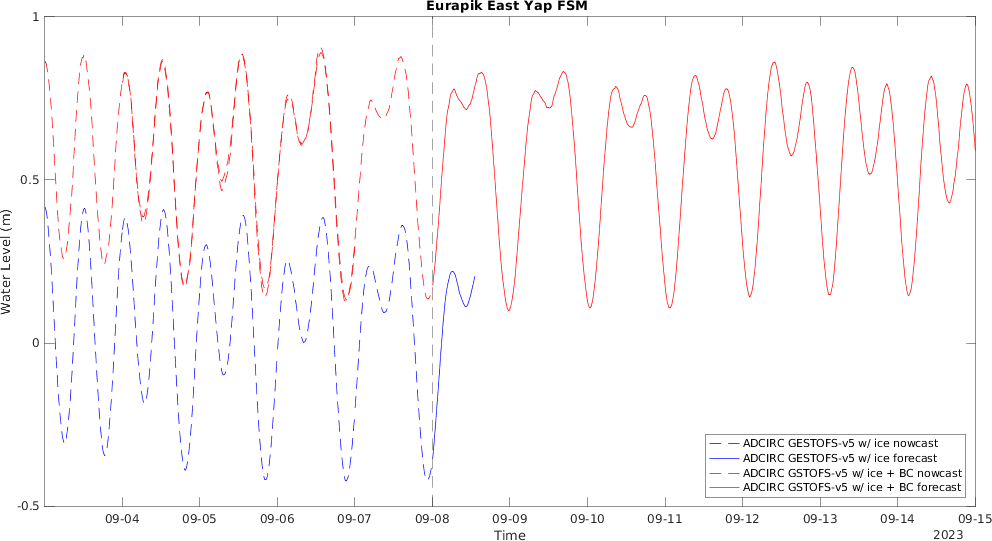 Eurapik East Yap FSM
1
0.5
0
-0.5
Water Level (m)
09-04 09-05 09-06 09-07 09-08 09-09 09-10 09-11 09-12 09-13 09-14 09-15
Time
2023
ADCIRC GESTOFS-v5 w/ ice nowcast
ADCIRC GESTOFS-v5 w/ ice forecast
ADCIRC GSTOFS-v5 w/ ice + BC nowcast
ADCIRC GSTOFS-v5 w/ ice + BC forecast